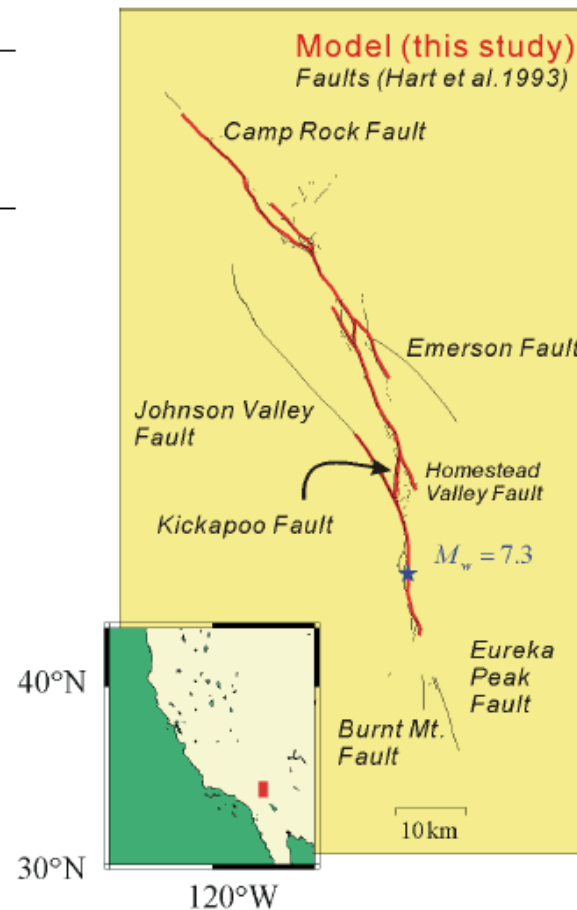 Model (this study)
Faults (Hart et al.1993)
Camp Rock Fault
Emerson Fault
Johnson Valley
Fault
Homestead
Valley Fault
Kickapoo Fault
Mw = 7.3
Eureka
Peak
Fault
Burnt Mt.
Fault
10 km
40°N
30°N
120°W